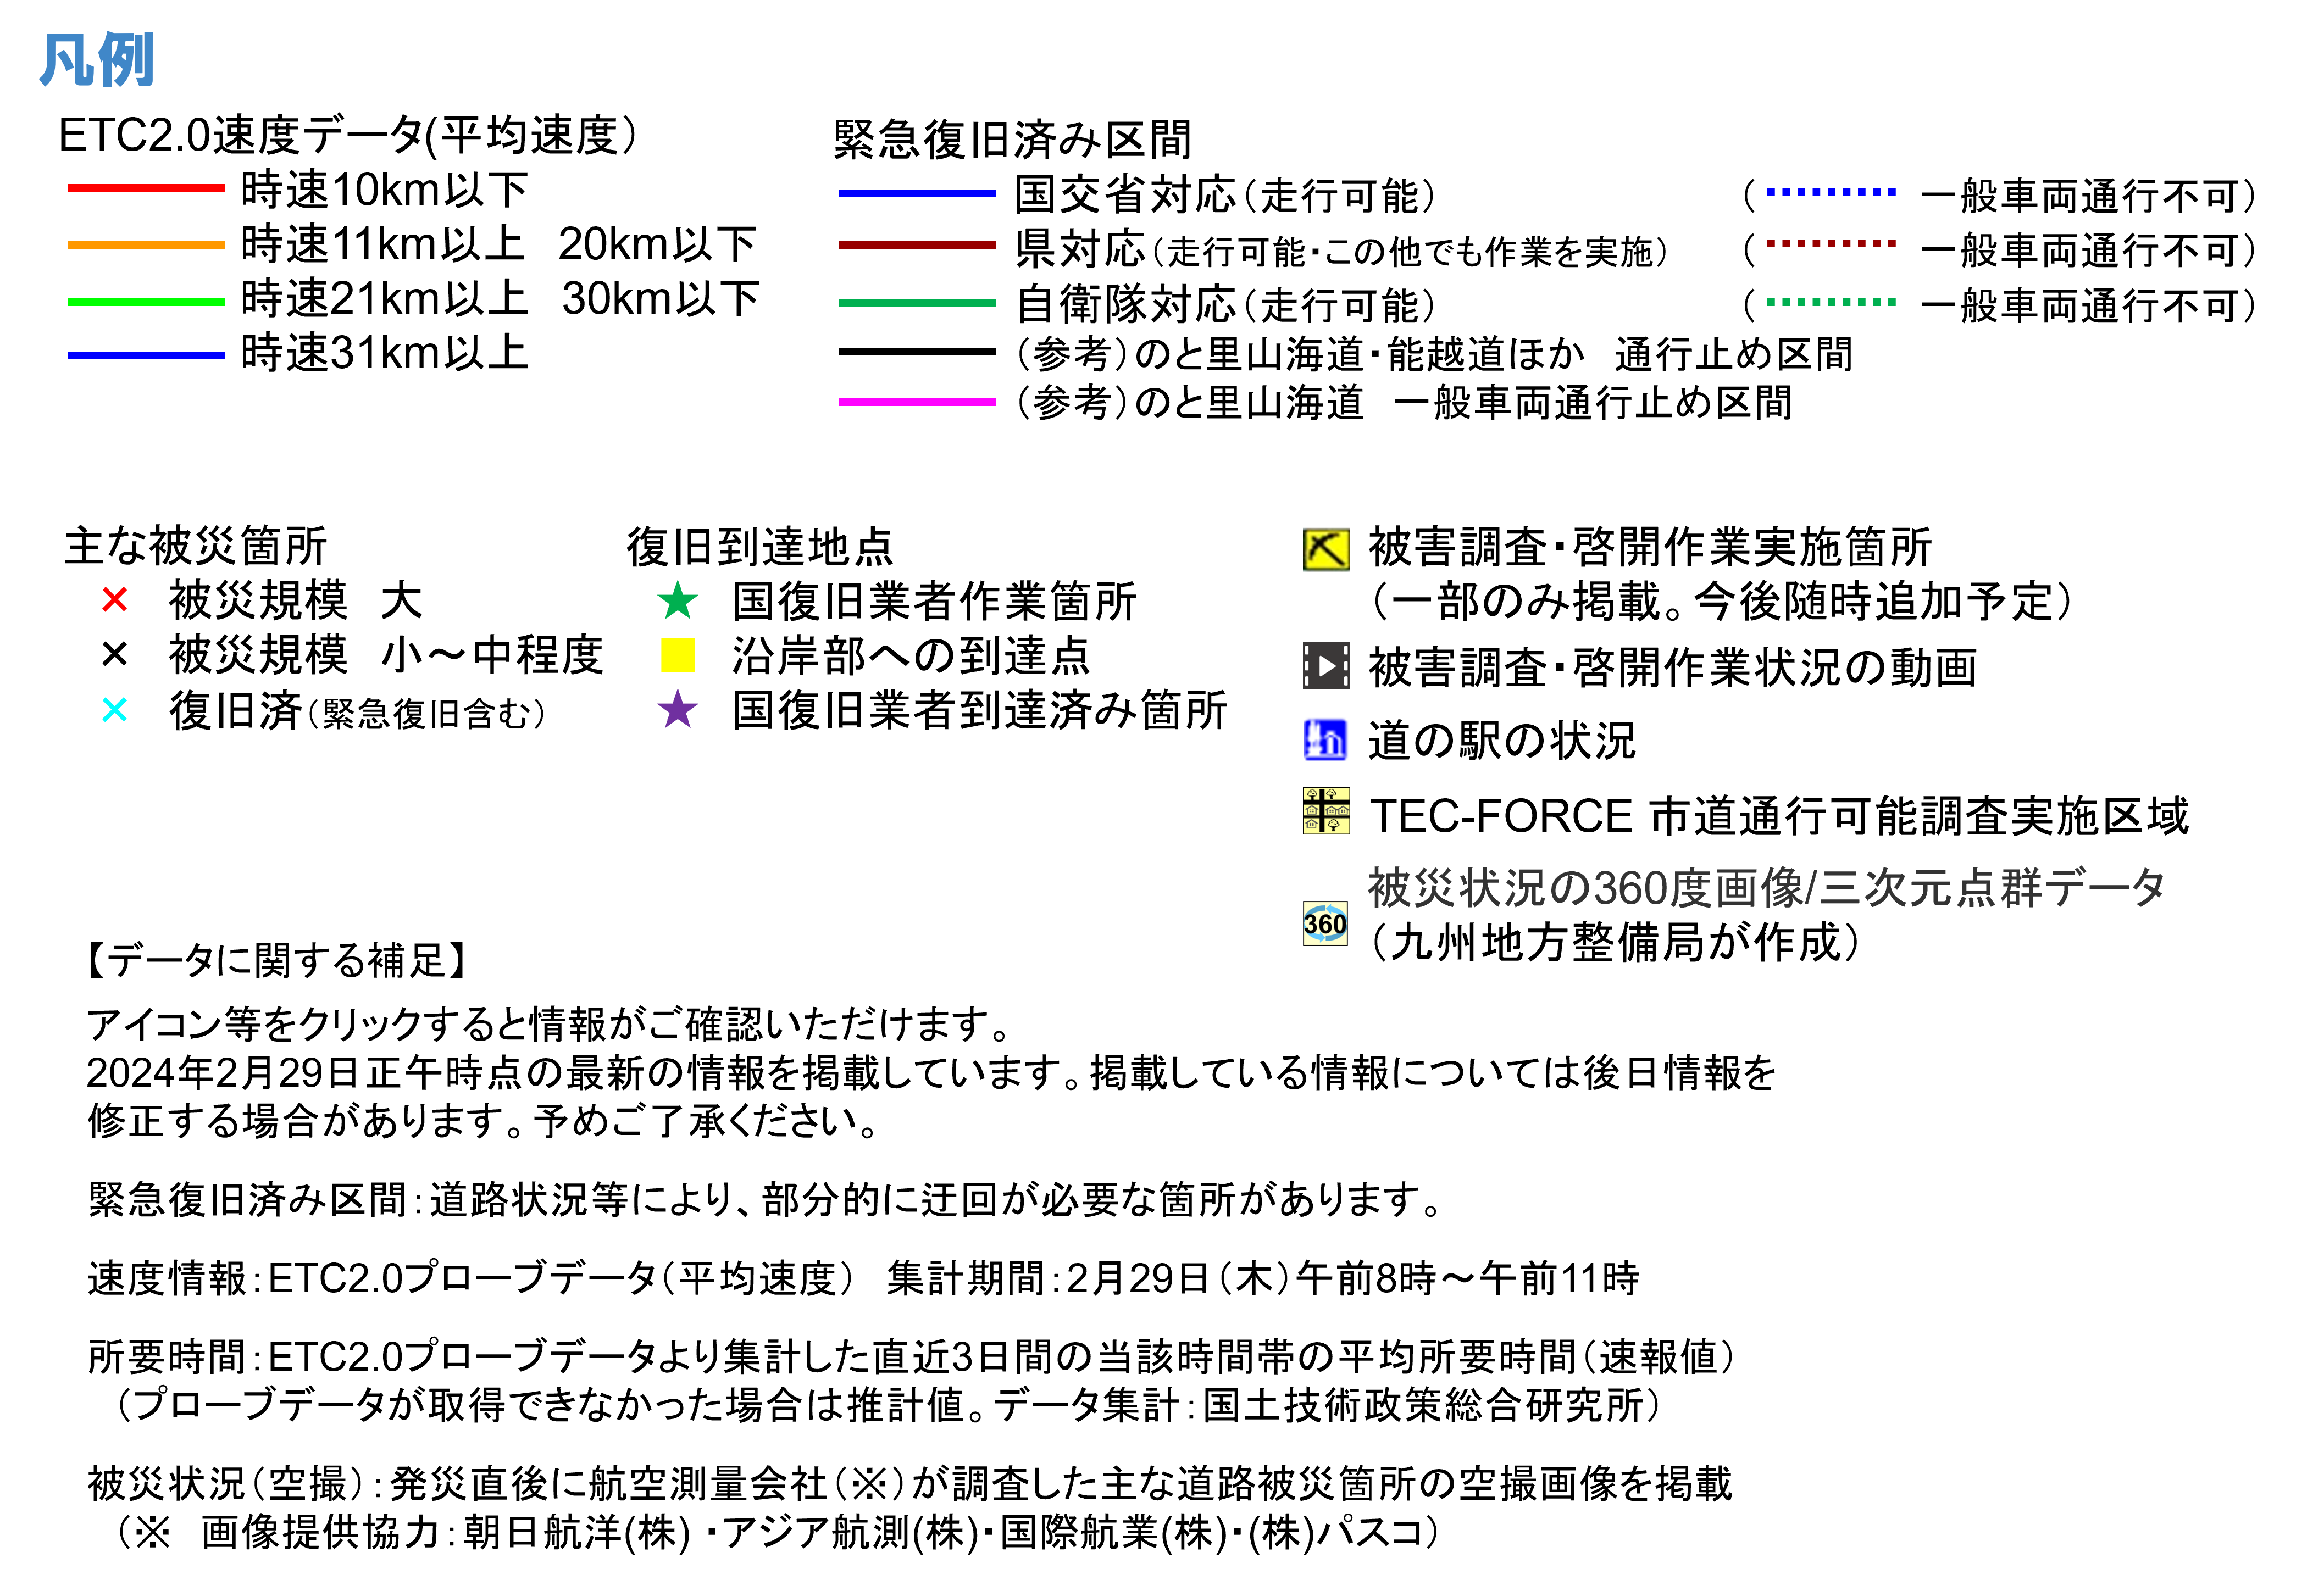 凡例
ETC2.0速度データ(平均速度）
時速10km以下
時速11km以上　20km以下
時速21km以上　30km以下
時速31km以上
緊急復旧済み区間
国交省対応（走行可能）　（　一般車両通行不可）
県対応（走行可能・この他でも作業を実施）　（　一般車両通行不可）
自衛隊対応（走行可能）　（　一般車両通行不可）
（参考）のと里山海道・能越道ほか　通行止め区間
（参考）のと里山海道　一般車両通行止め区間
主な被災箇所
×　被災規模　大
×　被災規模　小～中程度
×　復旧済（緊急復旧含む）
復旧到達地点
★　国復旧業者作業箇所
■　沿岸部への到達点
★　国復旧業者到達済み箇所
被害調査・啓開作業実施箇所
（一部のみ掲載。今後随時追加予定）
被害調査・啓開作業状況の動画
道の駅の状況
TEC-FORCE 市道通行可能調査実施区域
被災状況の360度画像/三次元点群データ
360
（九州地方整備局が作成）
【データに関する補足】
アイコン等をクリックすると情報がご確認いただけます。
2024年2月29日正午時点の最新の情報を掲載しています。掲載している情報については後日情報を
修正する場合があります。予めご了承ください。
緊急復旧済み区間：道路状況等により、部分的に迂回が必要な箇所があります。
速度情報：ETC2.0プローブデータ（平均速度）　集計期間：2月29日（木）午前8時～午前11時
所要時間：ETC2.0プローブデータより集計した直近3日間の当該時間帯の平均所要時間（速報値）
（プローブデータが取得できなかった場合は推計値。データ集計：国土技術政策総合研究所）
被災状況（空撮）：発災直後に航空測量会社（※）が調査した主な道路被災箇所の空撮画像を掲載
（※　画像提供協力：朝日航洋(株) ・アジア航測(株)・国際航業(株)・(株)パスコ）